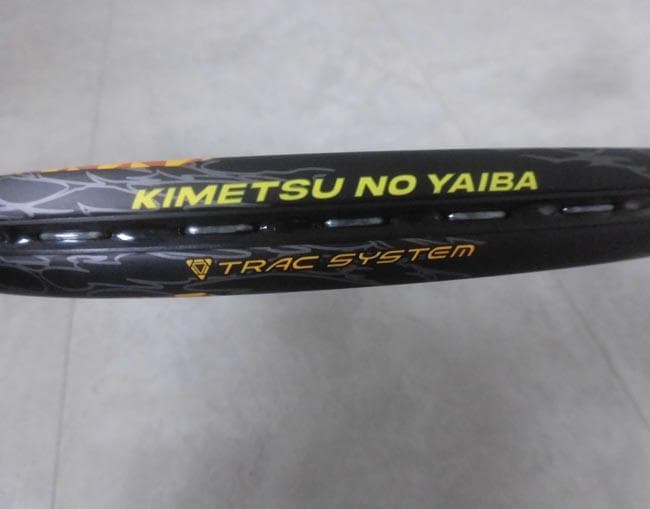 KIMETSU NO YAIBA
TRAC SYSTEM